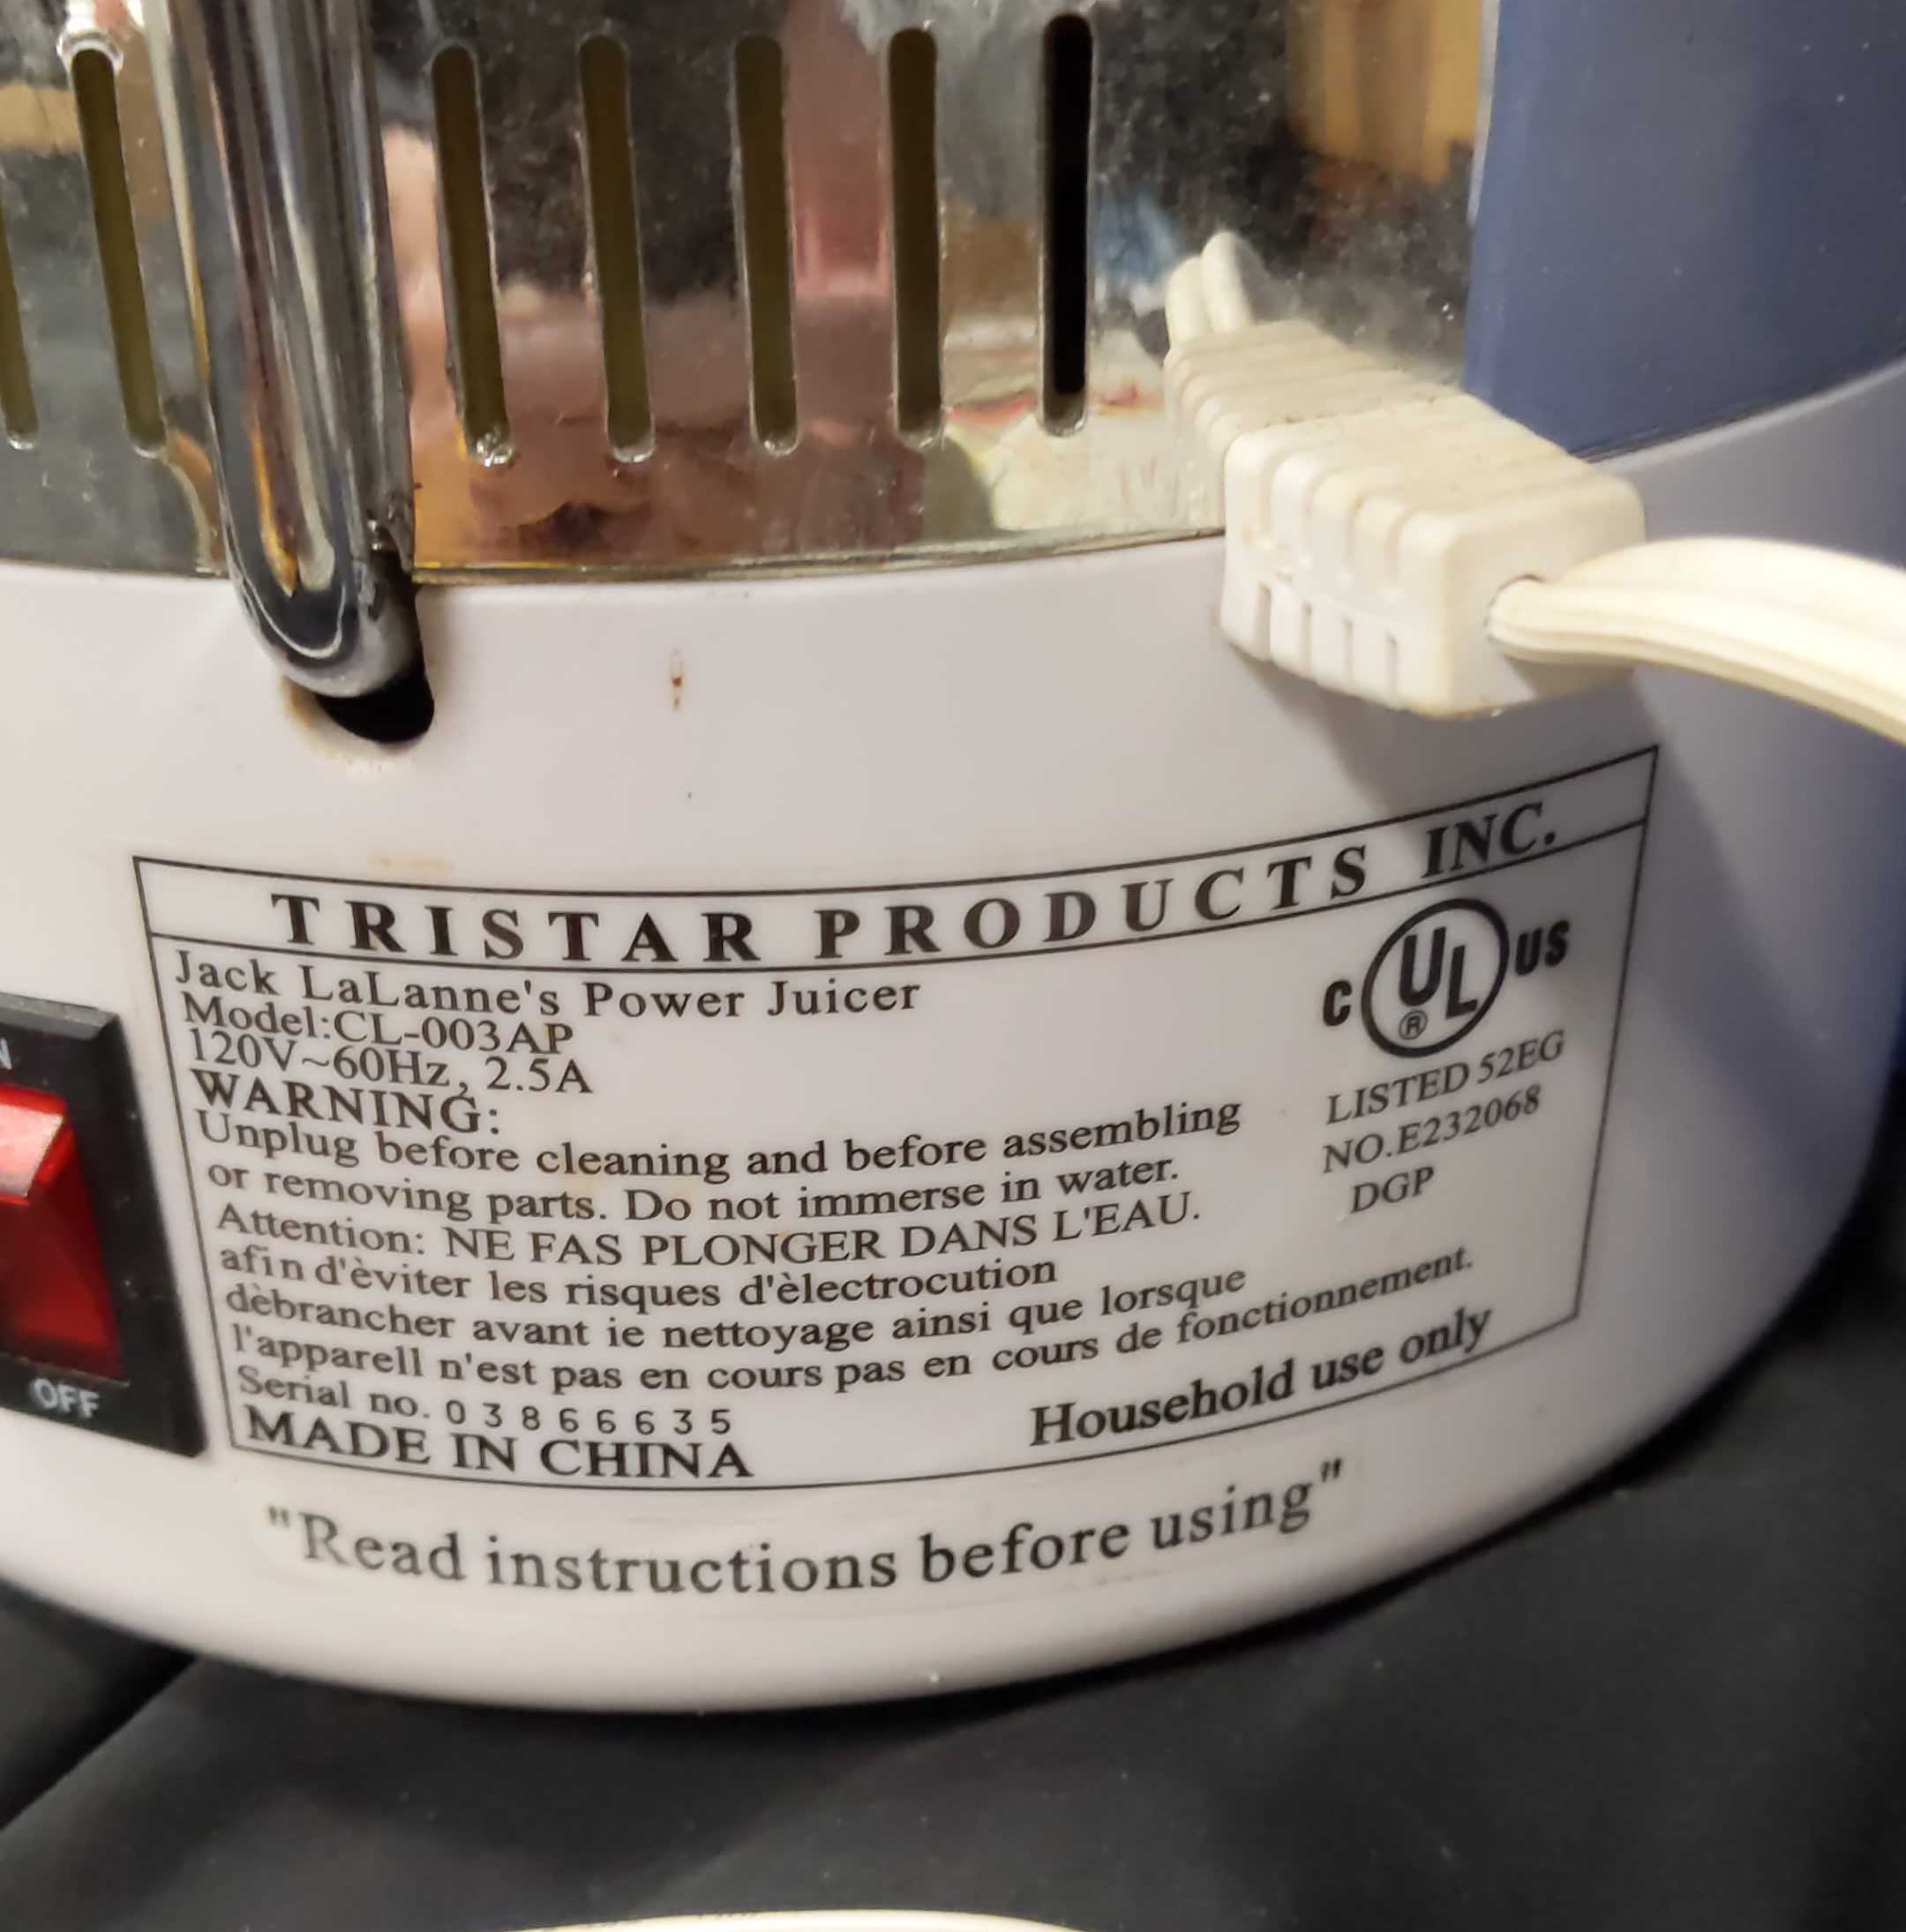 TRISTAR PRODUCTS INC.
Jack LaLanne's Power Juicer
Model:CL-003AP
120V~60Hz, 2.5A
WARNING:
Unplug before cleaning and before assembling
or removing parts. Do not immerse in water.
Attention: NE FAS PLONGER DANS L'EAU.
afin d'èviter les risques d'èlectrocution
dèbrancher avant ie nettoyage ainsi que lorsque
l'apparell n'est pas en cours pas en cours de fonctionnement.
Serial no. 03866635
MADE IN CHINA
Household use only
C UL US
®
LISTED 52EG
NO.E232068
DGP
"Read instructions before using"
OFF